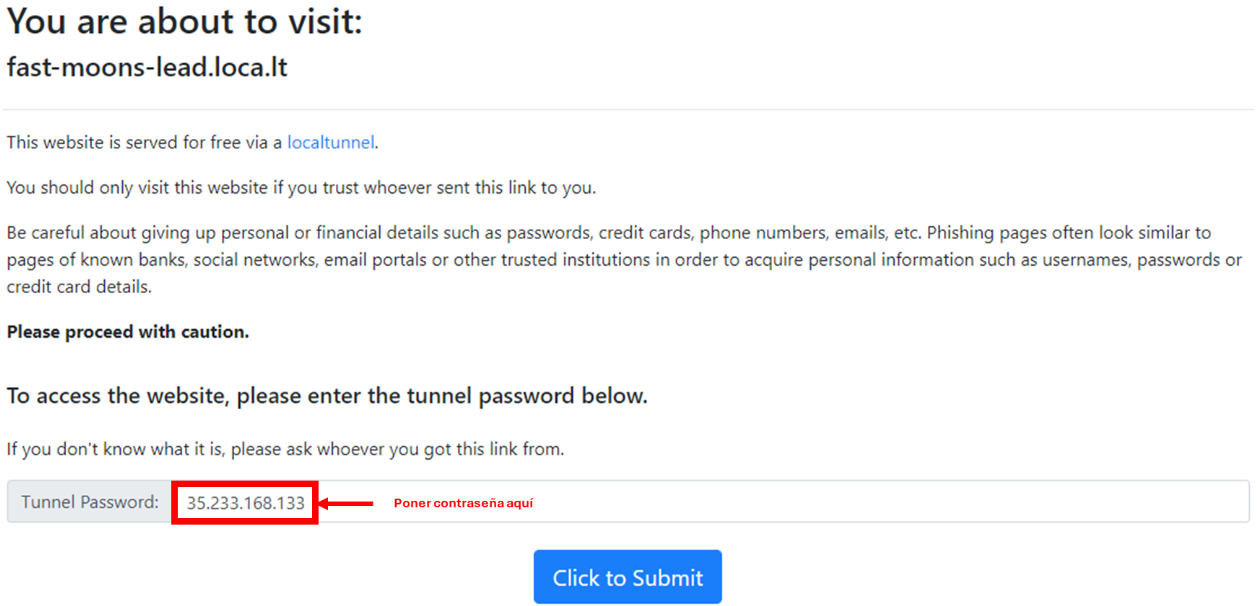 You are about to visit:
fast-moons-lead.loca.lt
This website is served for free via a localtunnel.
You should only visit this website if you trust whoever sent this link to you.
Be careful about giving up personal or financial details such as passwords, credit cards, phone numbers, emails, etc. Phishing pages often look similar to
pages of known banks, social networks, email portals or other trusted institutions in order to acquire personal information such as usernames, passwords or
credit card details.
Please proceed with caution.
To access the website, please enter the tunnel password below.
If you don't know what it is, please ask whoever you got this link from.
Tunnel Password: 35.233.168.133 Poner contraseña aquí
Click to Submit